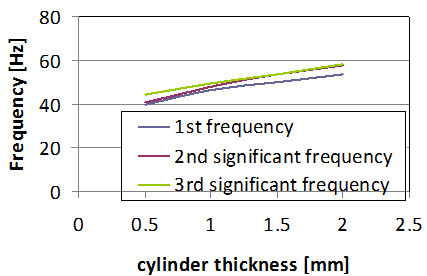 80
60
40
20
0
Frequency [Hz]
1st frequency
2nd significant frequency
3rd significant frequency
0 0.5 1 1.5 2 2.5
cylinder thickness [mm]